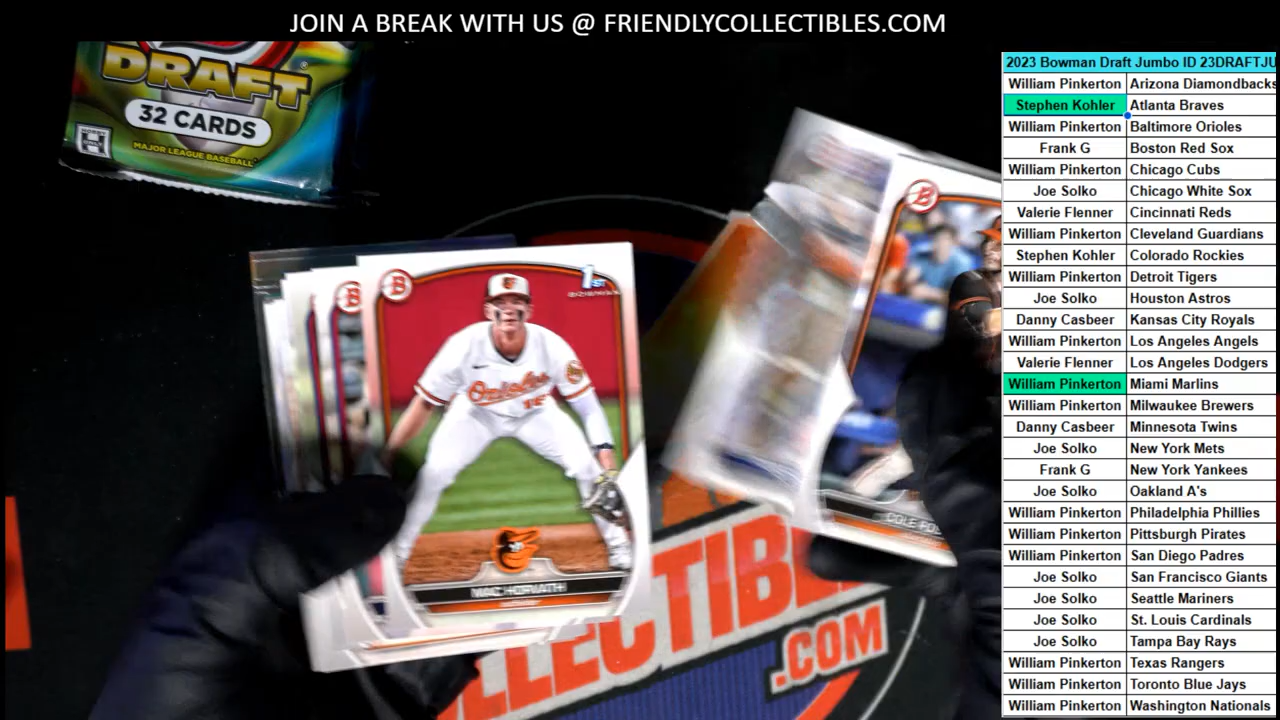 JOIN A BREAK WITH US @ FRIENDLYCOLLECTIBLES.COM
DRAFT
32 CARDS
MAJOR LEAGUE BASEBALL
HOBBY
B
B
1ST
BOWMAN
Orioles
16
MAC HORVATH
B
COLE
LECTIBLE
.COM
2023 Bowman Draft Jumbo ID 23DRAFTJU
William Pinkerton Arizona Diamondbacks
Stephen Kohler Atlanta Braves
William Pinkerton Baltimore Orioles
Frank G Boston Red Sox
William Pinkerton Chicago Cubs
Joe Solko Chicago White Sox
Valerie Flenner Cincinnati Reds
William Pinkerton Cleveland Guardians
Stephen Kohler Colorado Rockies
William Pinkerton Detroit Tigers
Joe Solko Houston Astros
Danny Casbeer Kansas City Royals
William Pinkerton Los Angeles Angels
Valerie Flenner Los Angeles Dodgers
William Pinkerton Miami Marlins
William Pinkerton Milwaukee Brewers
Danny Casbeer Minnesota Twins
Joe Solko New York Mets
Frank G New York Yankees
Joe Solko Oakland A's
William Pinkerton Philadelphia Phillies
William Pinkerton Pittsburgh Pirates
William Pinkerton San Diego Padres
Joe Solko San Francisco Giants
Joe Solko Seattle Mariners
Joe Solko St. Louis Cardinals
Joe Solko Tampa Bay Rays
William Pinkerton Texas Rangers
William Pinkerton Toronto Blue Jays
William Pinkerton Washington Nationals